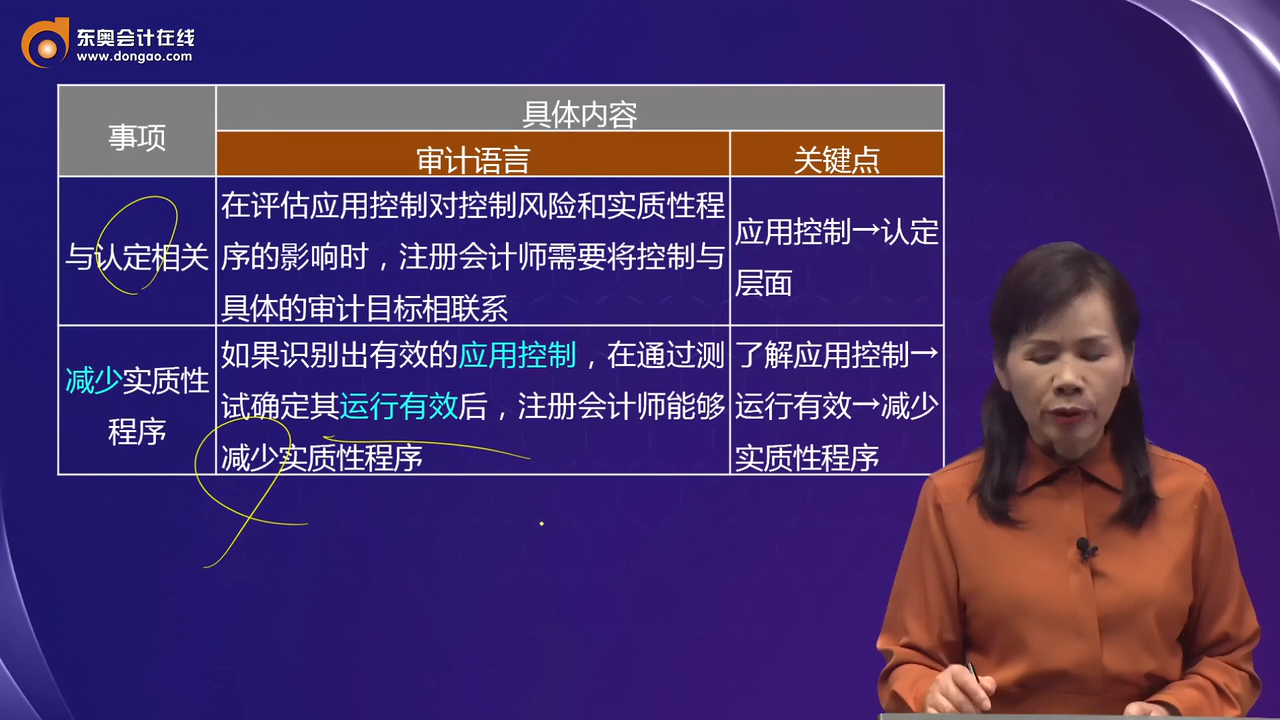 东奥会计在线
www.dongao.com
事项
具体内容
审计语言
关键点
与认定相关
在评估应用控制对控制风险和实质性程
序的影响时，注册会计师需要将控制与
具体的审计目标相联系
应用控制→认定
层面
减少实质性
程序
如果识别出有效的应用控制，在通过测
试确定其运行有效后，注册会计师能够
减少实质性程序
了解应用控制→
运行有效→减少
实质性程序